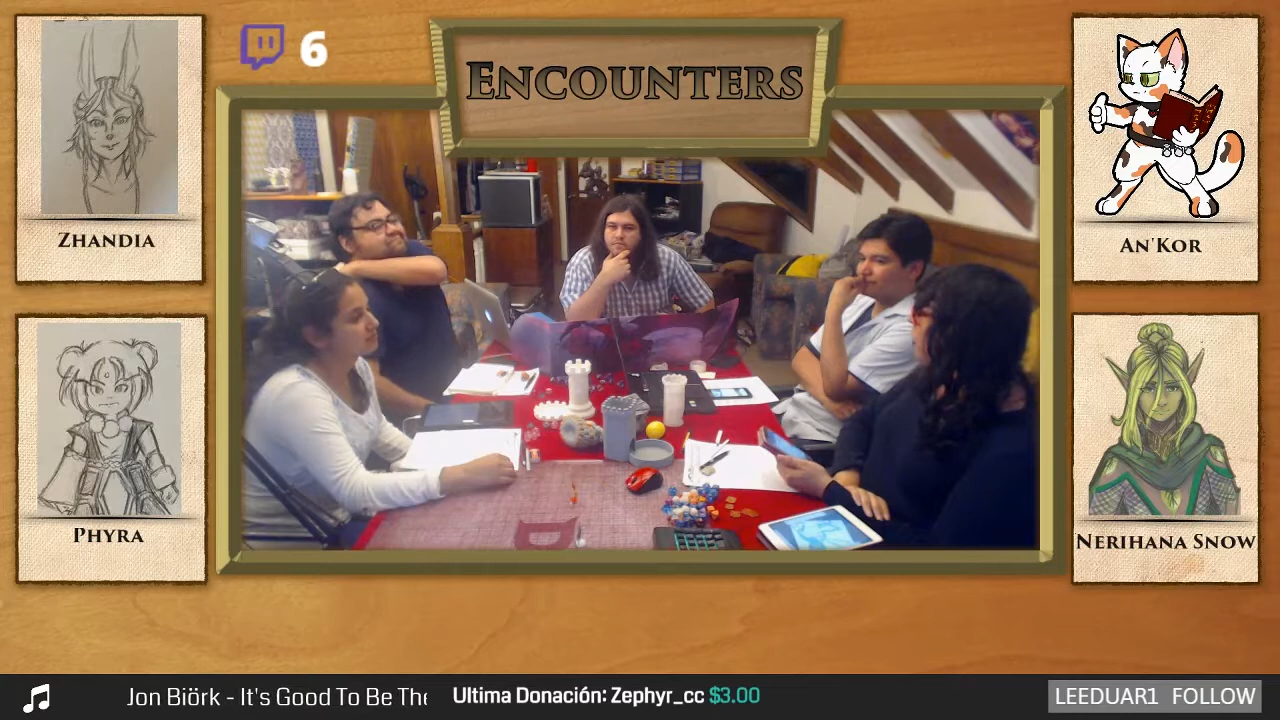 6
ENCOUNTERS
ZHANDIA
AN'KOR
PHYRA
NERIHANA SNOW
Jon Biörk - It's Good To Be The
Ultima Donación: Zephyr_cc $3.00
LEEDUAR1 FOLLOW